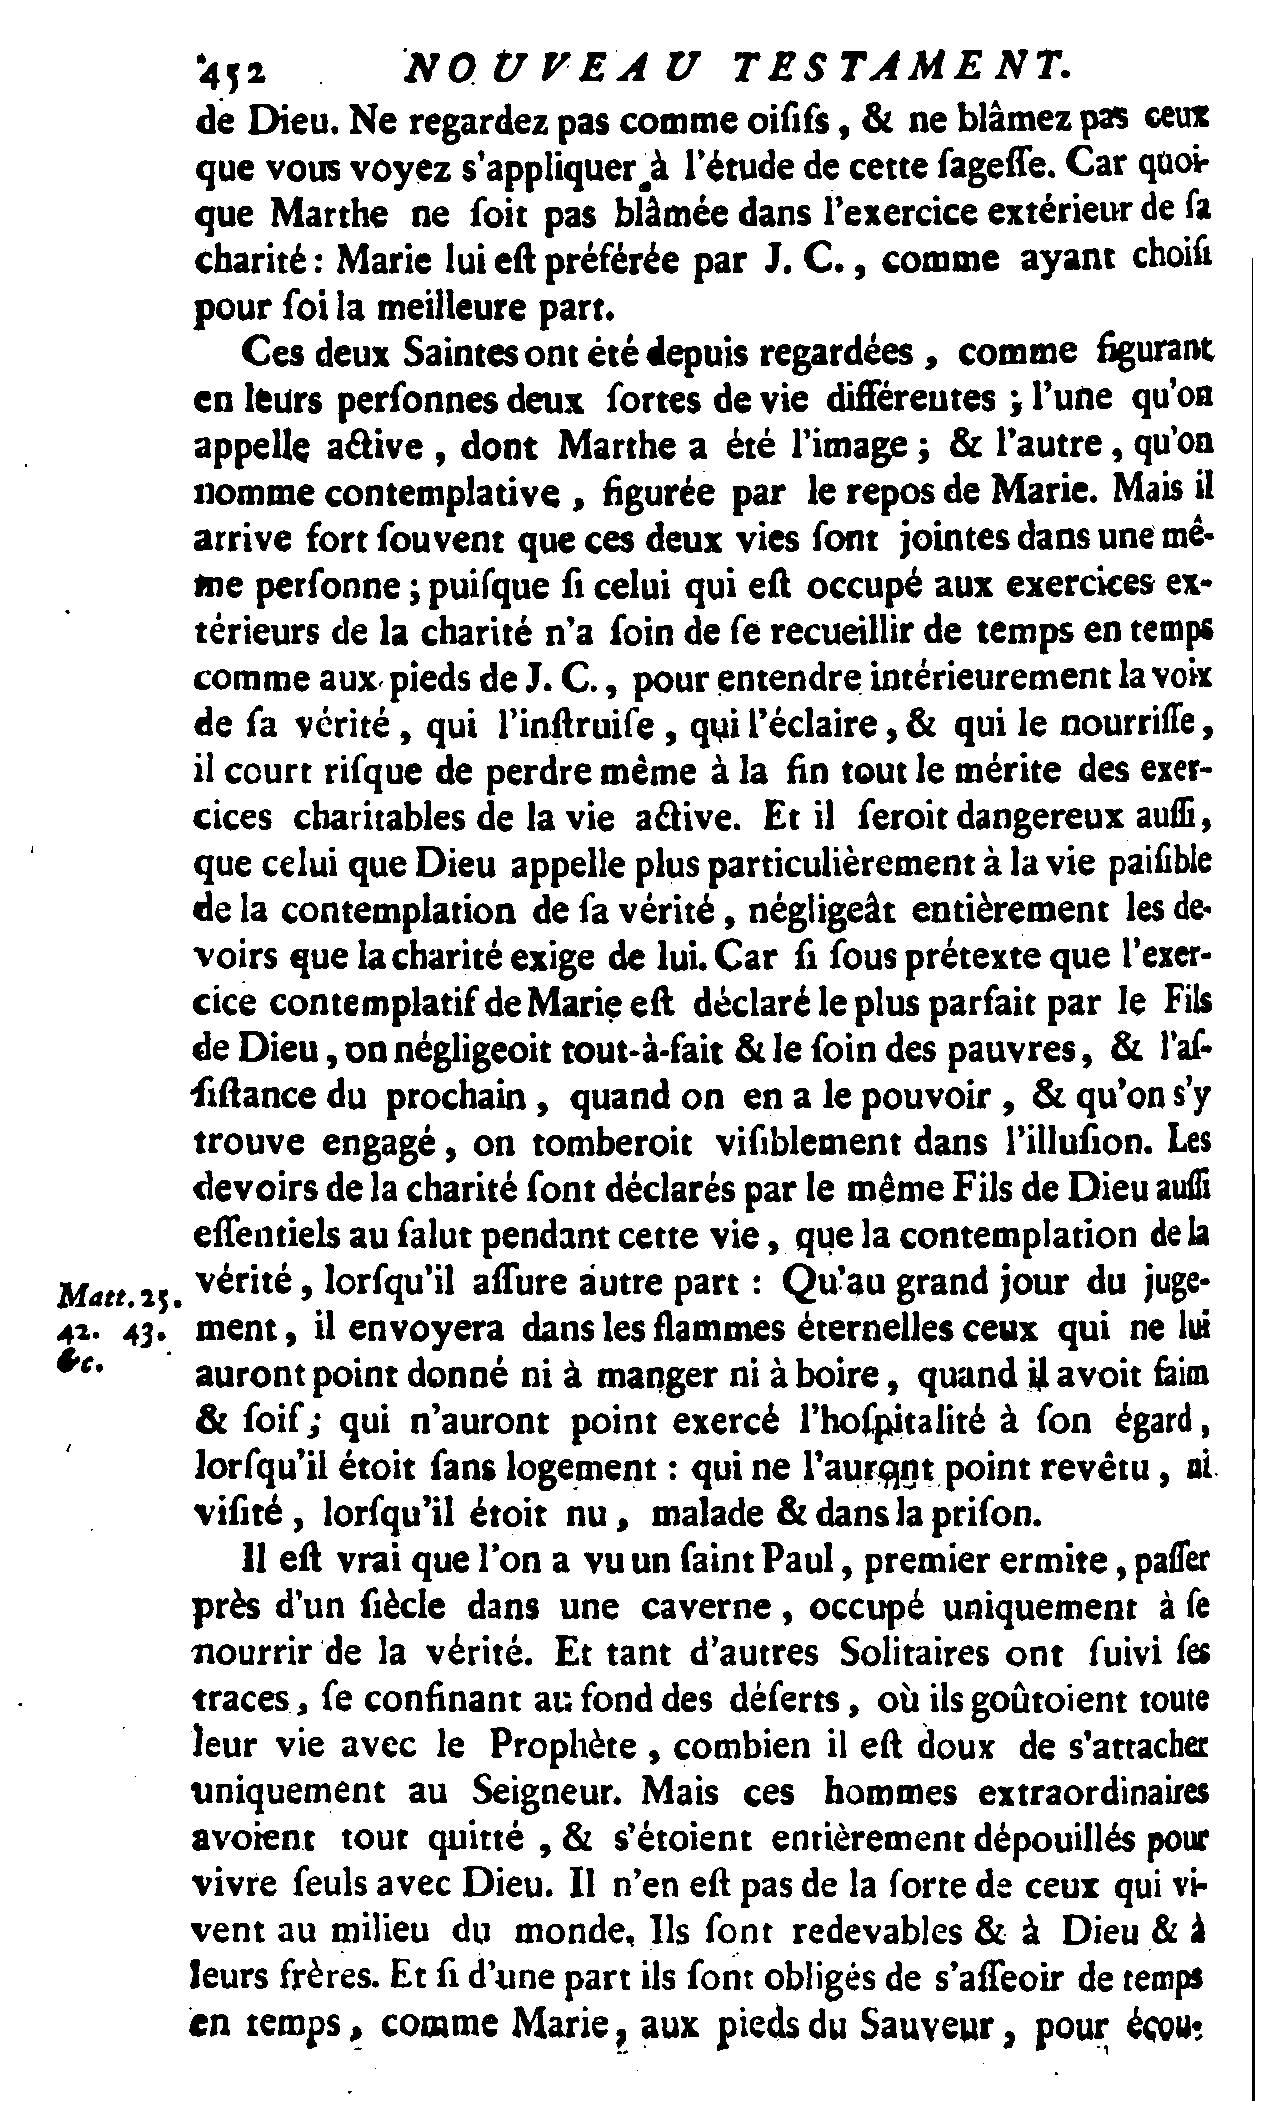 452 NOUVEAU TESTAMENT.
de Dieu. Ne regardez pas comme oiſifs, & ne blâmez pas ceux
que vous voyez s'appliquer à l'étude de cette ſageſſe. Car quoi-
que Marthe ne ſoit pas blâmée dans l'exercice extérieur de ſa
charité : Marie lui eſt préférée par J. C., comme ayant choiſi
pour ſoi la meilleure part.
Ces deux Saintes ont été depuis regardées, comme figurant
en leurs perſonnes deux ſortes de vie différentes ; l'une qu'on
appelle active, dont Marthe a été l'image ; & l'autre, qu'on
nomme contemplative, figurée par le repos de Marie. Mais il
arrive fort ſouvent que ces deux vies ſont jointes dans une mê-
me perſonne ; puiſque ſi celui qui eſt occupé aux exercices ex-
térieurs de la charité n'a ſoin de ſe recueillir de temps en temps
comme aux pieds de J. C., pour entendre intérieurement la voix
de ſa vérité, qui l'inſtruiſe, qui l'éclaire, & qui le nourriſſe,
il court riſque de perdre même à la fin tout le mérite des exer-
cices charitables de la vie active. Et il ſeroit dangereux auſſi,
que celui que Dieu appelle plus particulièrement à la vie paiſible
de la contemplation de ſa vérité, négligeât entièrement les de-
voirs que la charité exige de lui. Car ſi ſous prétexte que l'exer-
cice contemplatif de Marie eſt déclaré le plus parfait par le Fils
de Dieu, on négligeoit tout-à-fait & le ſoin des pauvres, & l'aſ-
ſiſtance du prochain, quand on en a le pouvoir, & qu'on s'y
trouve engagé, on tomberoit viſiblement dans l'illuſion. Les
devoirs de la charité ſont déclarés par le même Fils de Dieu auſſi
eſſentiels au ſalut pendant cette vie, que la contemplation de la
vérité, lorſqu'il aſſure autre part : Qu'au grand jour du juge-
Matt. 25.
42. 43.
&c.
ment, il envoyera dans les flammes éternelles ceux qui ne lui
auront point donné ni à manger ni à boire, quand il avoit faim
& ſoif ; qui n'auront point exercé l'hoſpitalité à ſon égard,
lorſqu'il étoit ſans logement : qui ne l'auront point revêtu, ni
viſité, lorſqu'il étoit nu, malade & dans la priſon.
Il eſt vrai que l'on a vu un ſaint Paul, premier ermite, paſſer
près d'un ſiècle dans une caverne, occupé uniquement à ſe
nourrir de la vérité. Et tant d'autres Solitaires ont ſuivi ſes
traces, ſe confinant au fond des déſerts, où ils goûtoient toute
leur vie avec le Prophète, combien il eſt doux de s'attacher
uniquement au Seigneur. Mais ces hommes extraordinaires
avoient tout quitté, & s'étoient entièrement dépouillés pour
vivre ſeuls avec Dieu. Il n'en eſt pas de la ſorte de ceux qui vi-
vent au milieu du monde. Ils ſont redevables & à Dieu & à
leurs frères. Et ſi d'une part ils ſont obligés de s'aſſeoir de temps
en temps, comme Marie, aux pieds du Sauveur, pour écou-